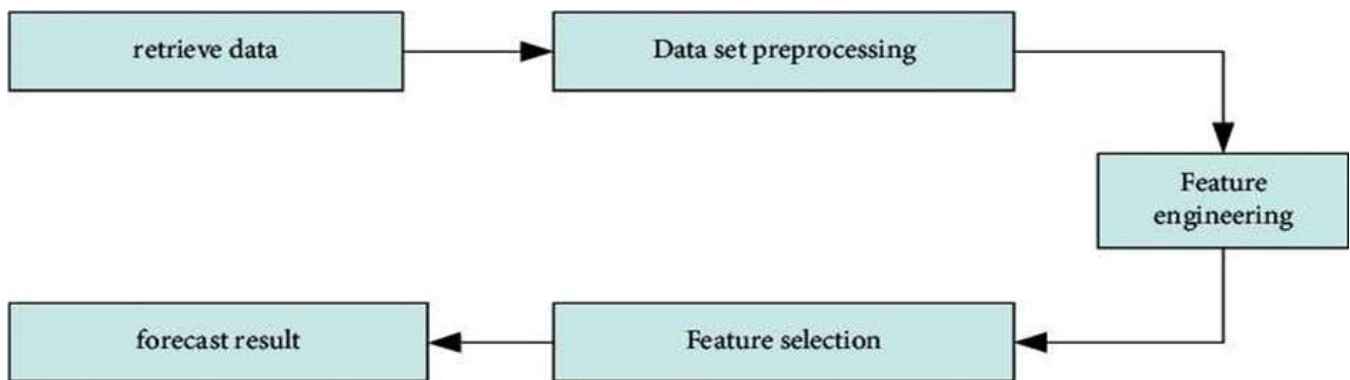 retrieve data
Data set preprocessing
Feature
engineering
Feature selection
forecast result